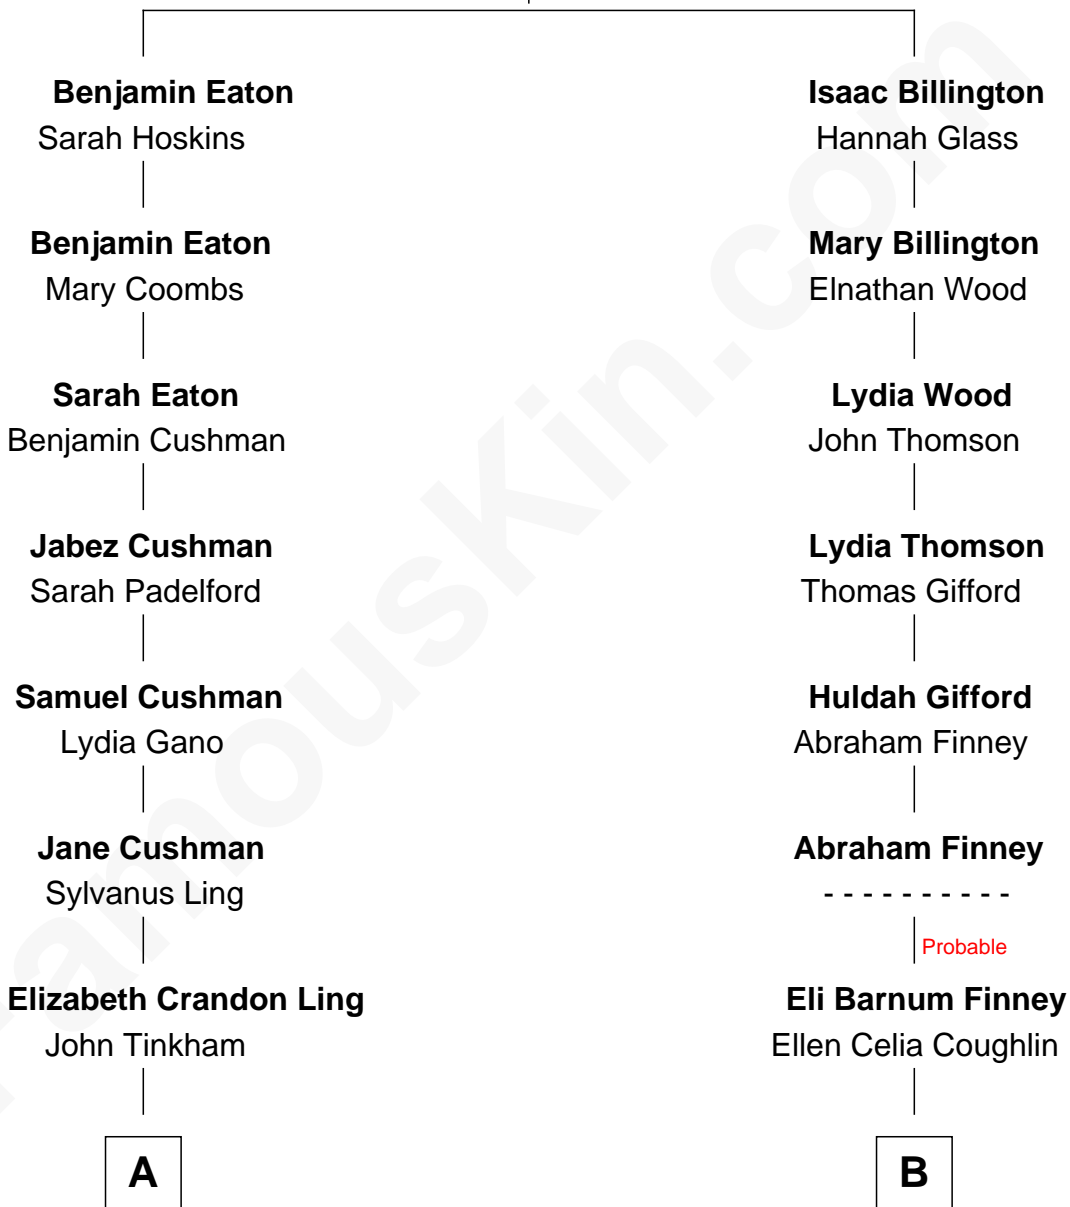 Benjamin Eaton
Sarah Hoskins
Benjamin Eaton
Mary Coombs
Sarah Eaton
Benjamin Cushman
Jabez Cushman
Sarah Padelford
Samuel Cushman
Lydia Gano
Jane Cushman
Sylvanus Ling
Elizabeth Crandon Ling
John Tinkham
A
Isaac Billington
Hannah Glass
Mary Billington
Elnathan Wood
Lydia Wood
John Thomson
Lydia Thomson
Thomas Gifford
Huldah Gifford
Abraham Finney
Abraham Finney
- - - - - - - - - -
Probable
Eli Barnum Finney
Ellen Celia Coughlin
B
FamousKin.com